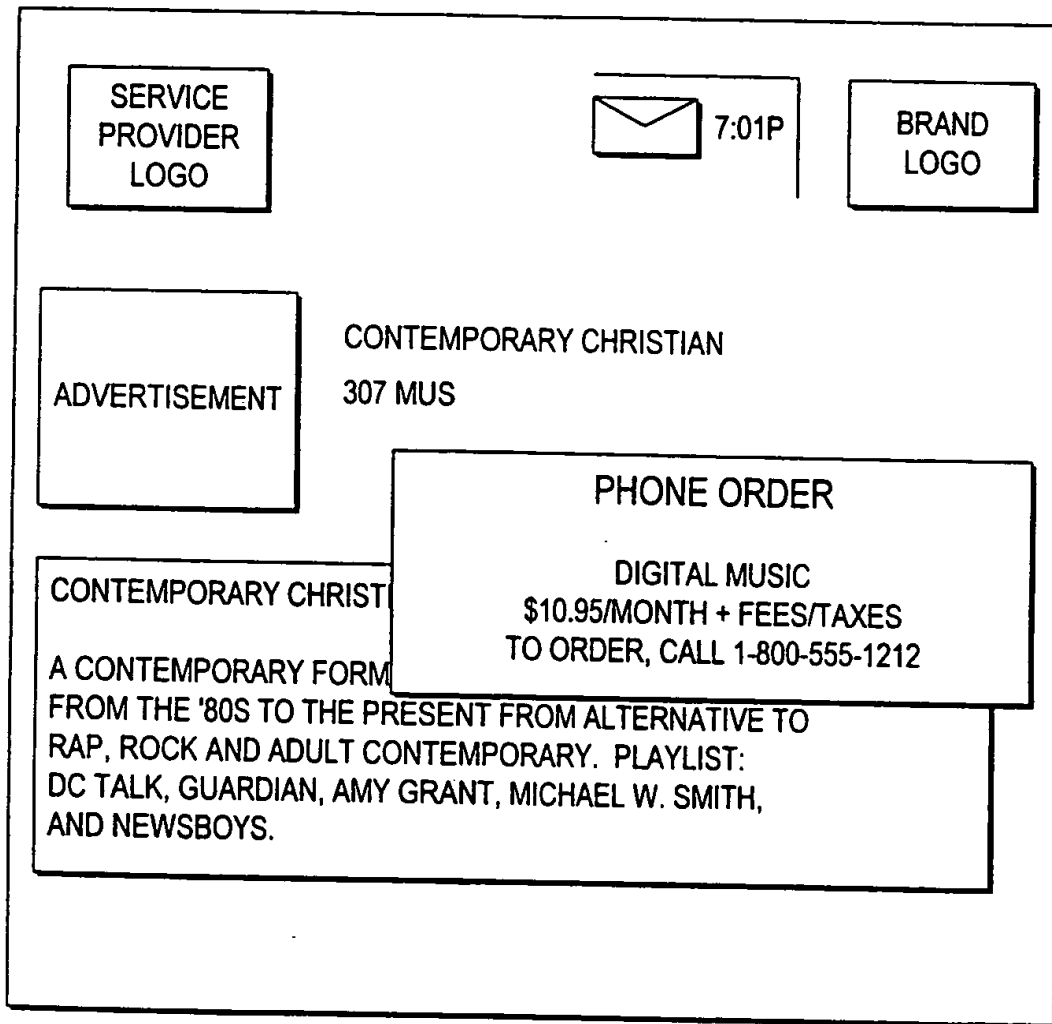 SERVICE
PROVIDER
LOGO
7:01P
BRAND
LOGO
ADVERTISEMENT
CONTEMPORARY CHRISTIAN
307 MUS
PHONE ORDER
DIGITAL MUSIC
$10.95/MONTH + FEES/TAXES
TO ORDER, CALL 1-800-555-1212
CONTEMPORARY CHRISTI
A CONTEMPORARY FORM
FROM THE '80S TO THE PRESENT FROM ALTERNATIVE TO
RAP, ROCK AND ADULT CONTEMPORARY. PLAYLIST:
DC TALK, GUARDIAN, AMY GRANT, MICHAEL W. SMITH,
AND NEWSBOYS.